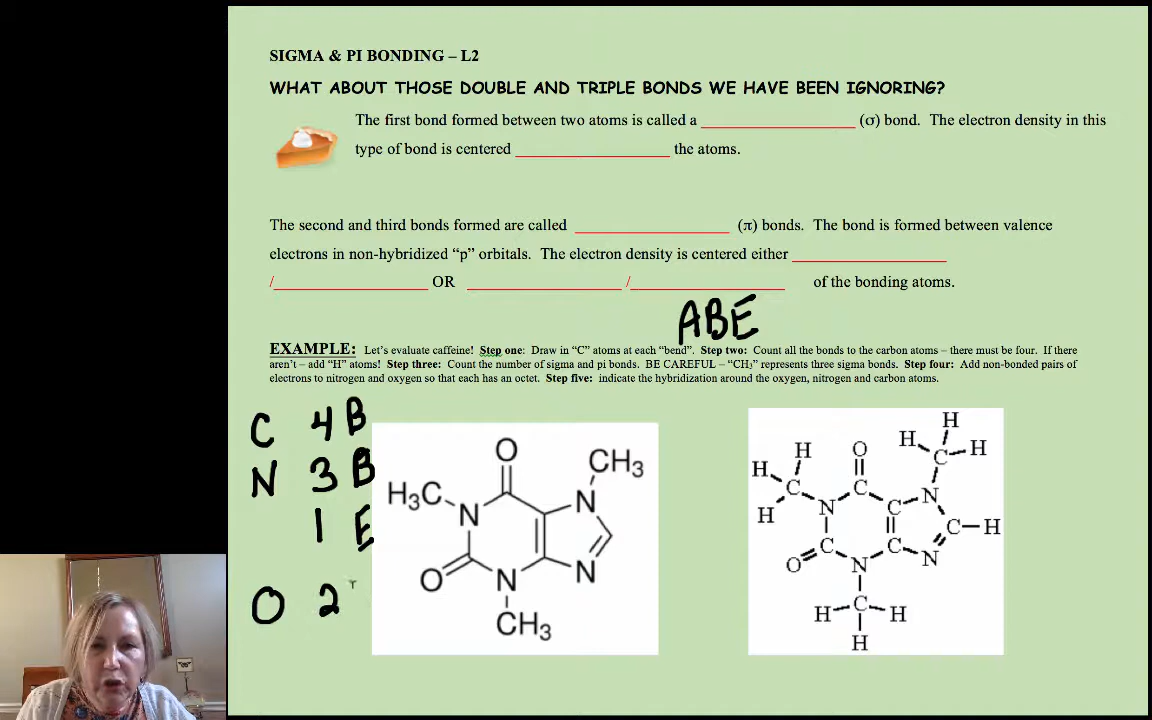 SIGMA & PI BONDING – L2
WHAT ABOUT THOSE DOUBLE AND TRIPLE BONDS WE HAVE BEEN IGNORING?
The first bond formed between two atoms is called a ____________________ (σ) bond. The electron density in this
type of bond is centered ____________________ the atoms.
The second and third bonds formed are called ____________________ (π) bonds. The bond is formed between valence
electrons in non-hybridized “p” orbitals. The electron density is centered either ____________________
/____________________ OR ____________________ /____________________ of the bonding atoms.
ABE
EXAMPLE: Let’s evaluate caffeine! Step one: Draw in “C” atoms at each “bend”. Step two: Count all the bonds to the carbon atoms – there must be four. If there
aren’t – add “H” atoms! Step three: Count the number of sigma and pi bonds. BE CAREFUL – “CH₃” represents three sigma bonds. Step four: Add non-bonded pairs of
electrons to nitrogen and oxygen so that each has an octet. Step five: indicate the hybridization around the oxygen, nitrogen and carbon atoms.
C 4 B
N 3 B
1 E
O 2
O
CH₃
H₃C
N
N
O
N
N
CH₃
H
H C H
H O
H C C N
H N C C H
C C N
O N
H C H
H